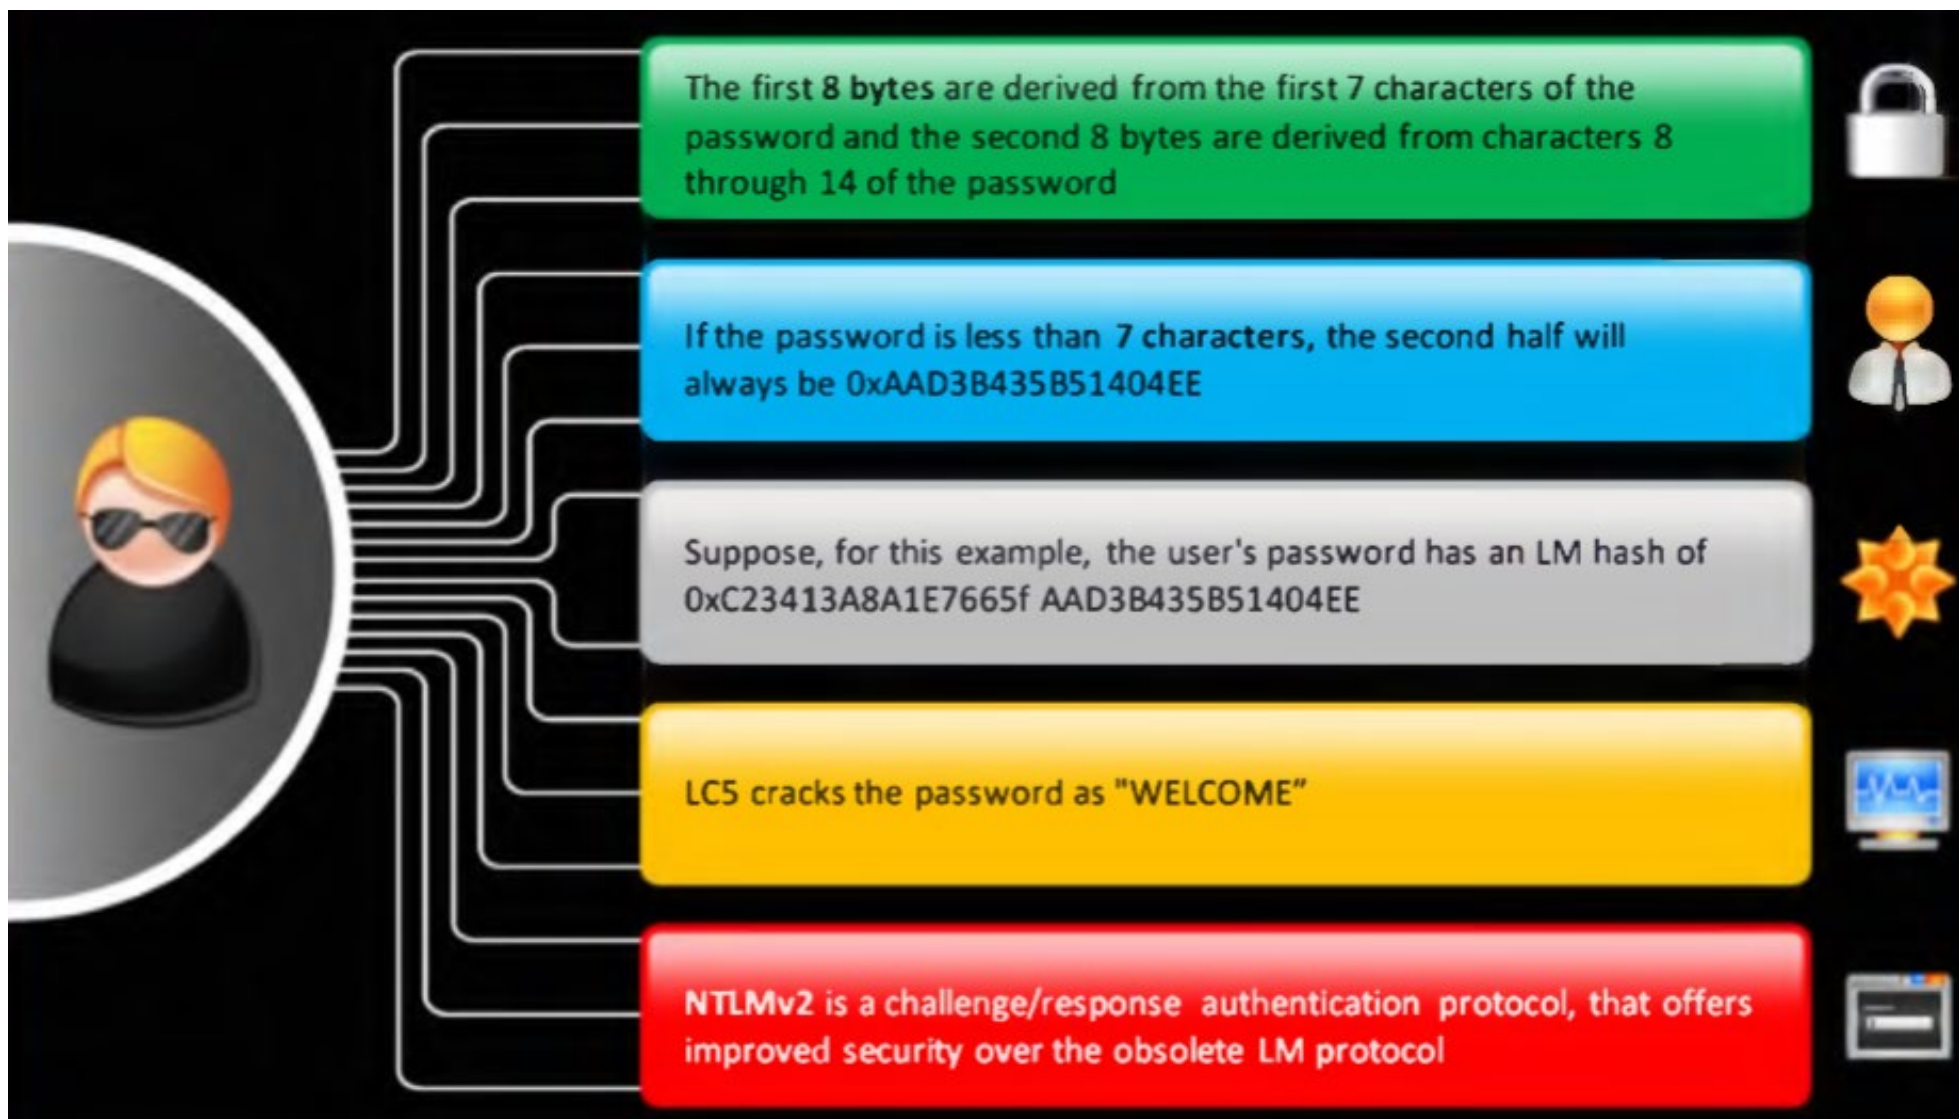 The first 8 bytes are derived from the first 7 characters of the
password and the second 8 bytes are derived from characters 8
through 14 of the password
If the password is less than 7 characters, the second half will
always be 0xAAD3B435B51404EE
Suppose, for this example, the user's password has an LM hash of
0xC23413A8A1E7665f AAD3B435B51404EE
LC5 cracks the password as "WELCOME”
NTLMv2 is a challenge/response authentication protocol, that offers
improved security over the obsolete LM protocol